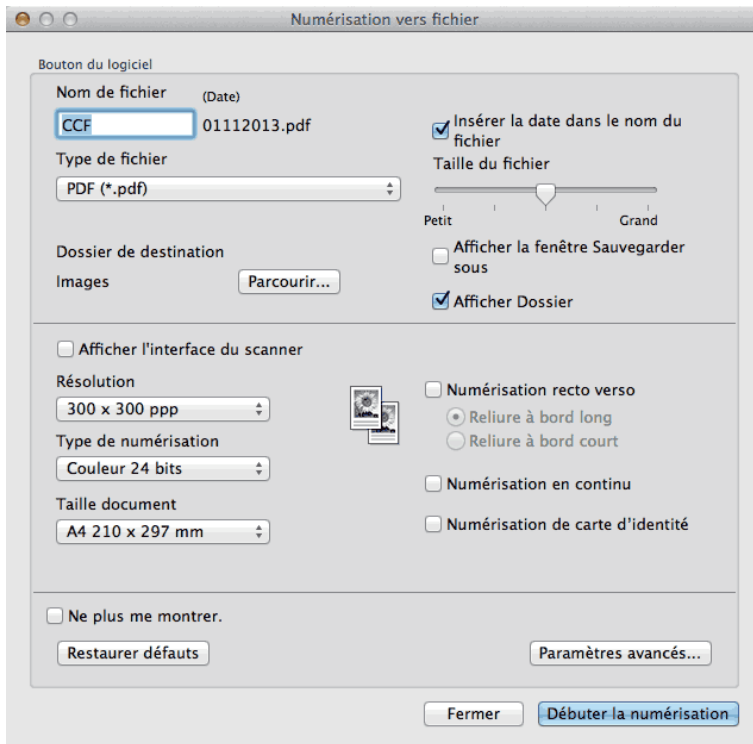 Numérisation vers fichier
Bouton du logiciel
Nom de fichier
(Date)
CCF
01112013.pdf
Insérer la date dans le nom du
fichier
Type de fichier
PDF (*.pdf)
Taille du fichier
Petit
Grand
Dossier de destination
Images
Parcourir...
Afficher la fenêtre Sauvegarder
sous
Afficher Dossier
Afficher l'interface du scanner
Résolution
300 x 300 ppp
Type de numérisation
Couleur 24 bits
Taille document
A4 210 x 297 mm
Numérisation recto verso
Reliure à bord long
Reliure à bord court
Numérisation en continu
Numérisation de carte d'identité
Ne plus me montrer.
Restaurer défauts
Paramètres avancés...
Fermer
Débuter la numérisation